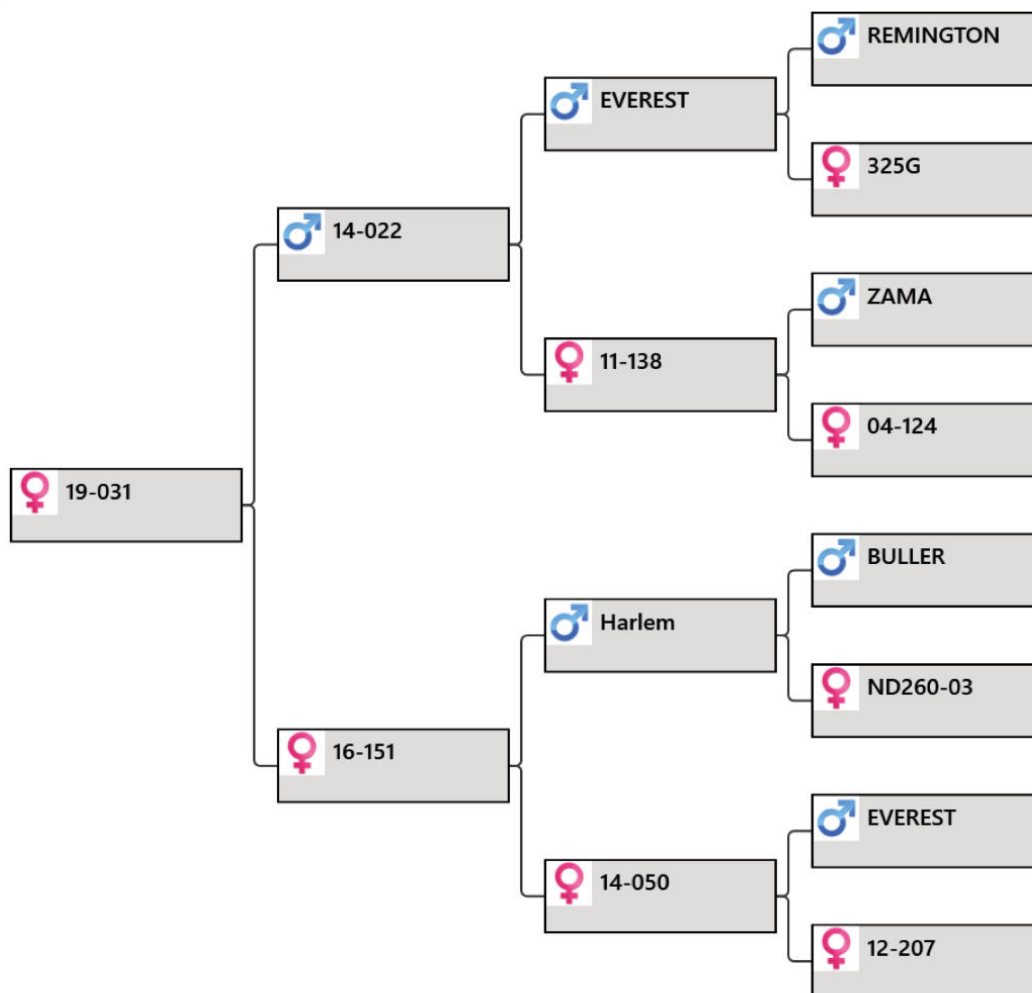 REMINGTON
EVEREST
325G
14-022
ZAMA
11-138
04-124
19-031
BULLER
Harlem
ND260-03
16-151
EVEREST
14-050
12-207